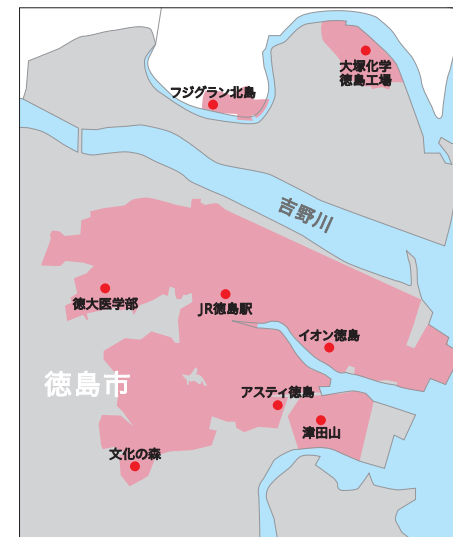 大塚化学
徳島工場
フジグラン北島
吉野川
徳大医学部
JR徳島駅
イオン徳島
徳島市
アスティ徳島
津田山
文化の森